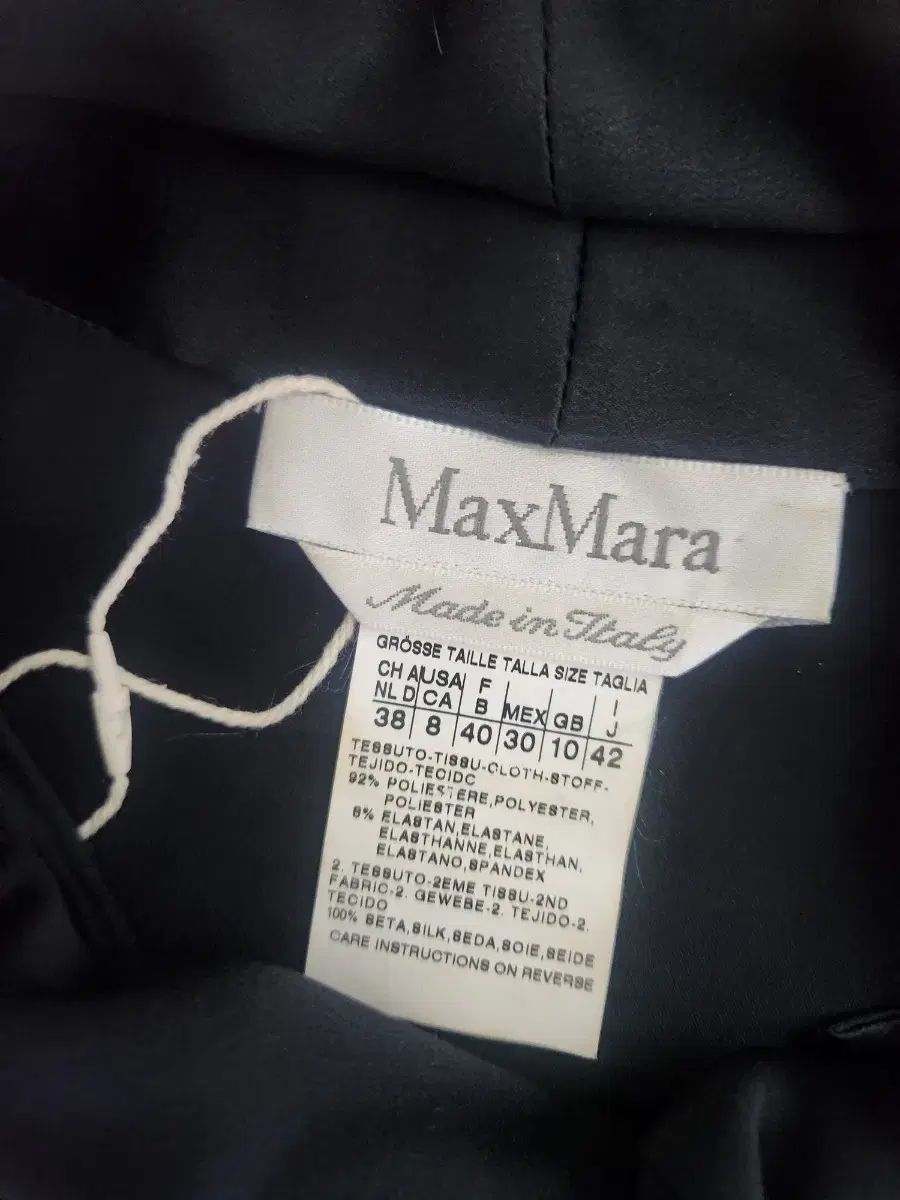 MaxMara
Made in Italy
GRÖSSE TAILLE TALLA SIZE TAGLIA
CH A USA F I
NL D CA B MEX GB J
38 8 40 30 10 42
TESSUTO-TISSU-CLOTH-STOFF-
TEJIDO-TECIDO
92% POLIESTERE,POLYESTER,
POLIESTER
8% ELASTAN,ELASTANE,
ELASTHANNE,ELASTHAN,
ELASTANO,SPANDEX
2. TESSUTO-2EME TISSU-2ND
FABRIC-2. GEWEBE-2. TEJIDO-2.
TECIDO
100% SETA,SILK,SEDA,SOIE,SEIDE
CARE INSTRUCTIONS ON REVERSE